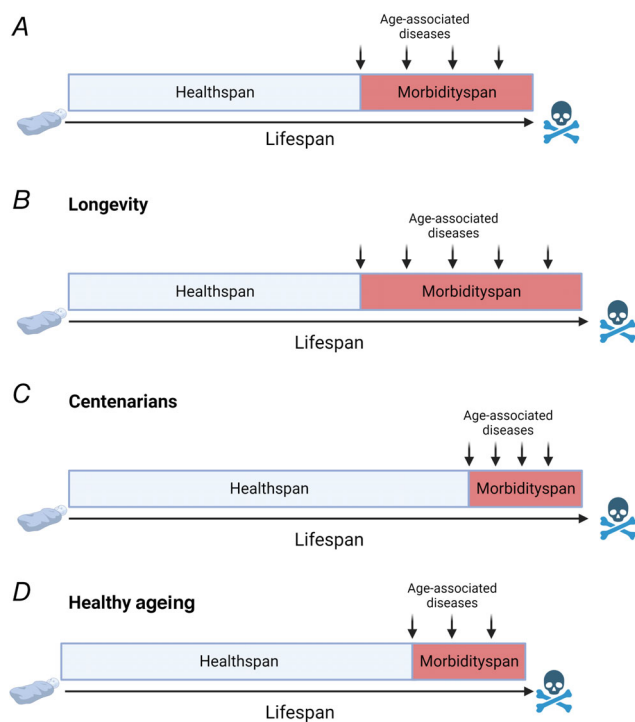 A
Age-associated
diseases
Healthspan
Morbidityspan
Lifespan
B
Longevity
Age-associated
diseases
Healthspan
Morbidityspan
Lifespan
C
Centenarians
Age-associated
diseases
Healthspan
Morbidityspan
Lifespan
D
Healthy ageing
Age-associated
diseases
Healthspan
Morbidityspan
Lifespan